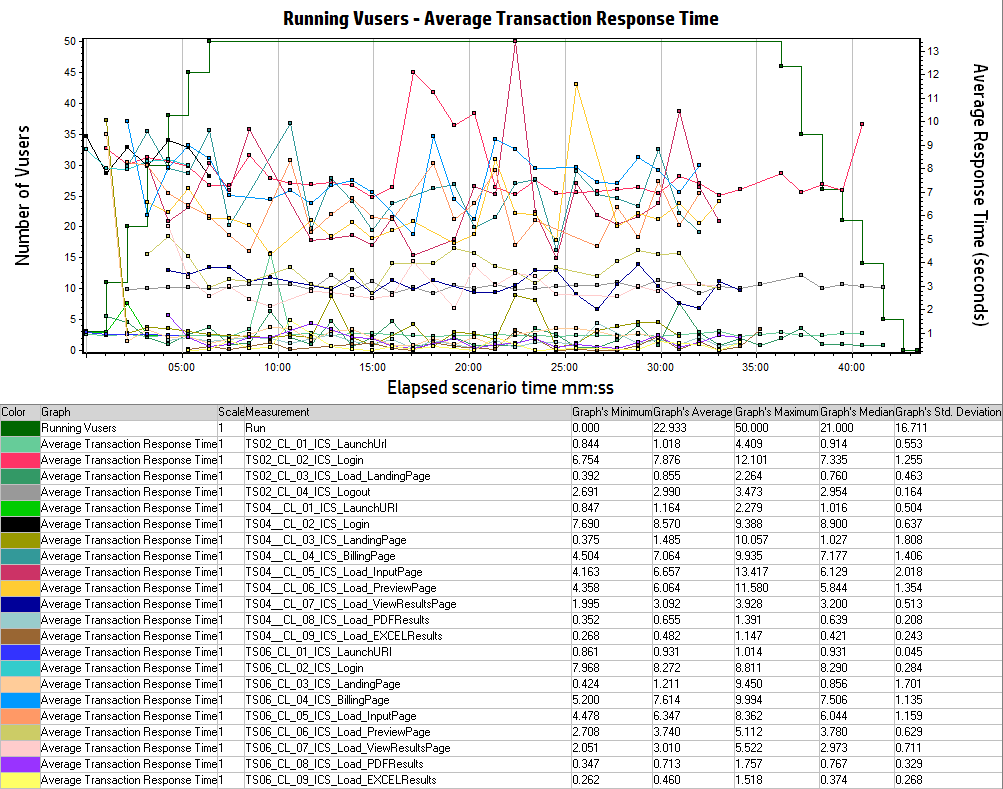 Running Vusers - Average Transaction Response Time
Number of Vusers
50
45
40
35
30
25
20
15
10
5
0
13
12
11
10
9
8
7
6
5
4
3
2
1
Average Response Time (seconds)
05:00 10:00 15:00 20:00 25:00 30:00 35:00 40:00
Elapsed scenario time mm:ss
Color Graph Scale Measurement Graph's Minimum Graph's Average Graph's Maximum Graph's Median Graph's Std. Deviation
Running Vusers 1 Run 0.000 22.933 50.000 21.000 16.711
Average Transaction Response Time 1 TS02_CL_01_ICS_LaunchUrl 0.844 1.018 4.409 0.914 0.553
Average Transaction Response Time 1 TS02_CL_02_ICS_Login 6.754 7.876 12.101 7.335 1.255
Average Transaction Response Time 1 TS02_CL_03_ICS_Load_LandingPage 0.392 0.855 2.264 0.760 0.463
Average Transaction Response Time 1 TS02_CL_04_ICS_Logout 2.691 2.990 3.473 2.954 0.164
Average Transaction Response Time 1 TS04__CL_01_ICS_LaunchURI 0.847 1.164 2.279 1.016 0.504
Average Transaction Response Time 1 TS04__CL_02_ICS_Login 7.690 8.570 9.388 8.900 0.637
Average Transaction Response Time 1 TS04__CL_03_ICS_LandingPage 0.375 1.485 10.057 1.027 1.808
Average Transaction Response Time 1 TS04__CL_04_ICS_BillingPage 4.504 7.064 9.935 7.177 1.406
Average Transaction Response Time 1 TS04__CL_05_ICS_Load_InputPage 4.163 6.657 13.417 6.129 2.018
Average Transaction Response Time 1 TS04__CL_06_ICS_Load_PreviewPage 4.358 6.064 11.580 5.844 1.354
Average Transaction Response Time 1 TS04__CL_07_ICS_Load_ViewResultsPage 1.995 3.092 3.928 3.200 0.513
Average Transaction Response Time 1 TS04__CL_08_ICS_Load_PDFResults 0.352 0.655 1.391 0.639 0.208
Average Transaction Response Time 1 TS04__CL_09_ICS_Load_EXCELResults 0.268 0.482 1.147 0.421 0.243
Average Transaction Response Time 1 TS06_CL_01_ICS_LaunchURI 0.861 0.931 1.014 0.931 0.045
Average Transaction Response Time 1 TS06_CL_02_ICS_Login 7.968 8.272 8.811 8.290 0.284
Average Transaction Response Time 1 TS06_CL_03_ICS_LandingPage 0.424 1.211 9.450 0.856 1.701
Average Transaction Response Time 1 TS06_CL_04_ICS_BillingPage 5.200 7.614 9.994 7.506 1.135
Average Transaction Response Time 1 TS06_CL_05_ICS_Load_InputPage 4.478 6.347 8.362 6.044 1.159
Average Transaction Response Time 1 TS06_CL_06_ICS_Load_PreviewPage 2.708 3.740 5.112 3.780 0.629
Average Transaction Response Time 1 TS06_CL_07_ICS_Load_ViewResultsPage 2.051 3.010 5.522 2.973 0.711
Average Transaction Response Time 1 TS06_CL_08_ICS_Load_PDFResults 0.347 0.713 1.757 0.767 0.329
Average Transaction Response Time 1 TS06_CL_09_ICS_Load_EXCELResults 0.262 0.460 1.518 0.374 0.268